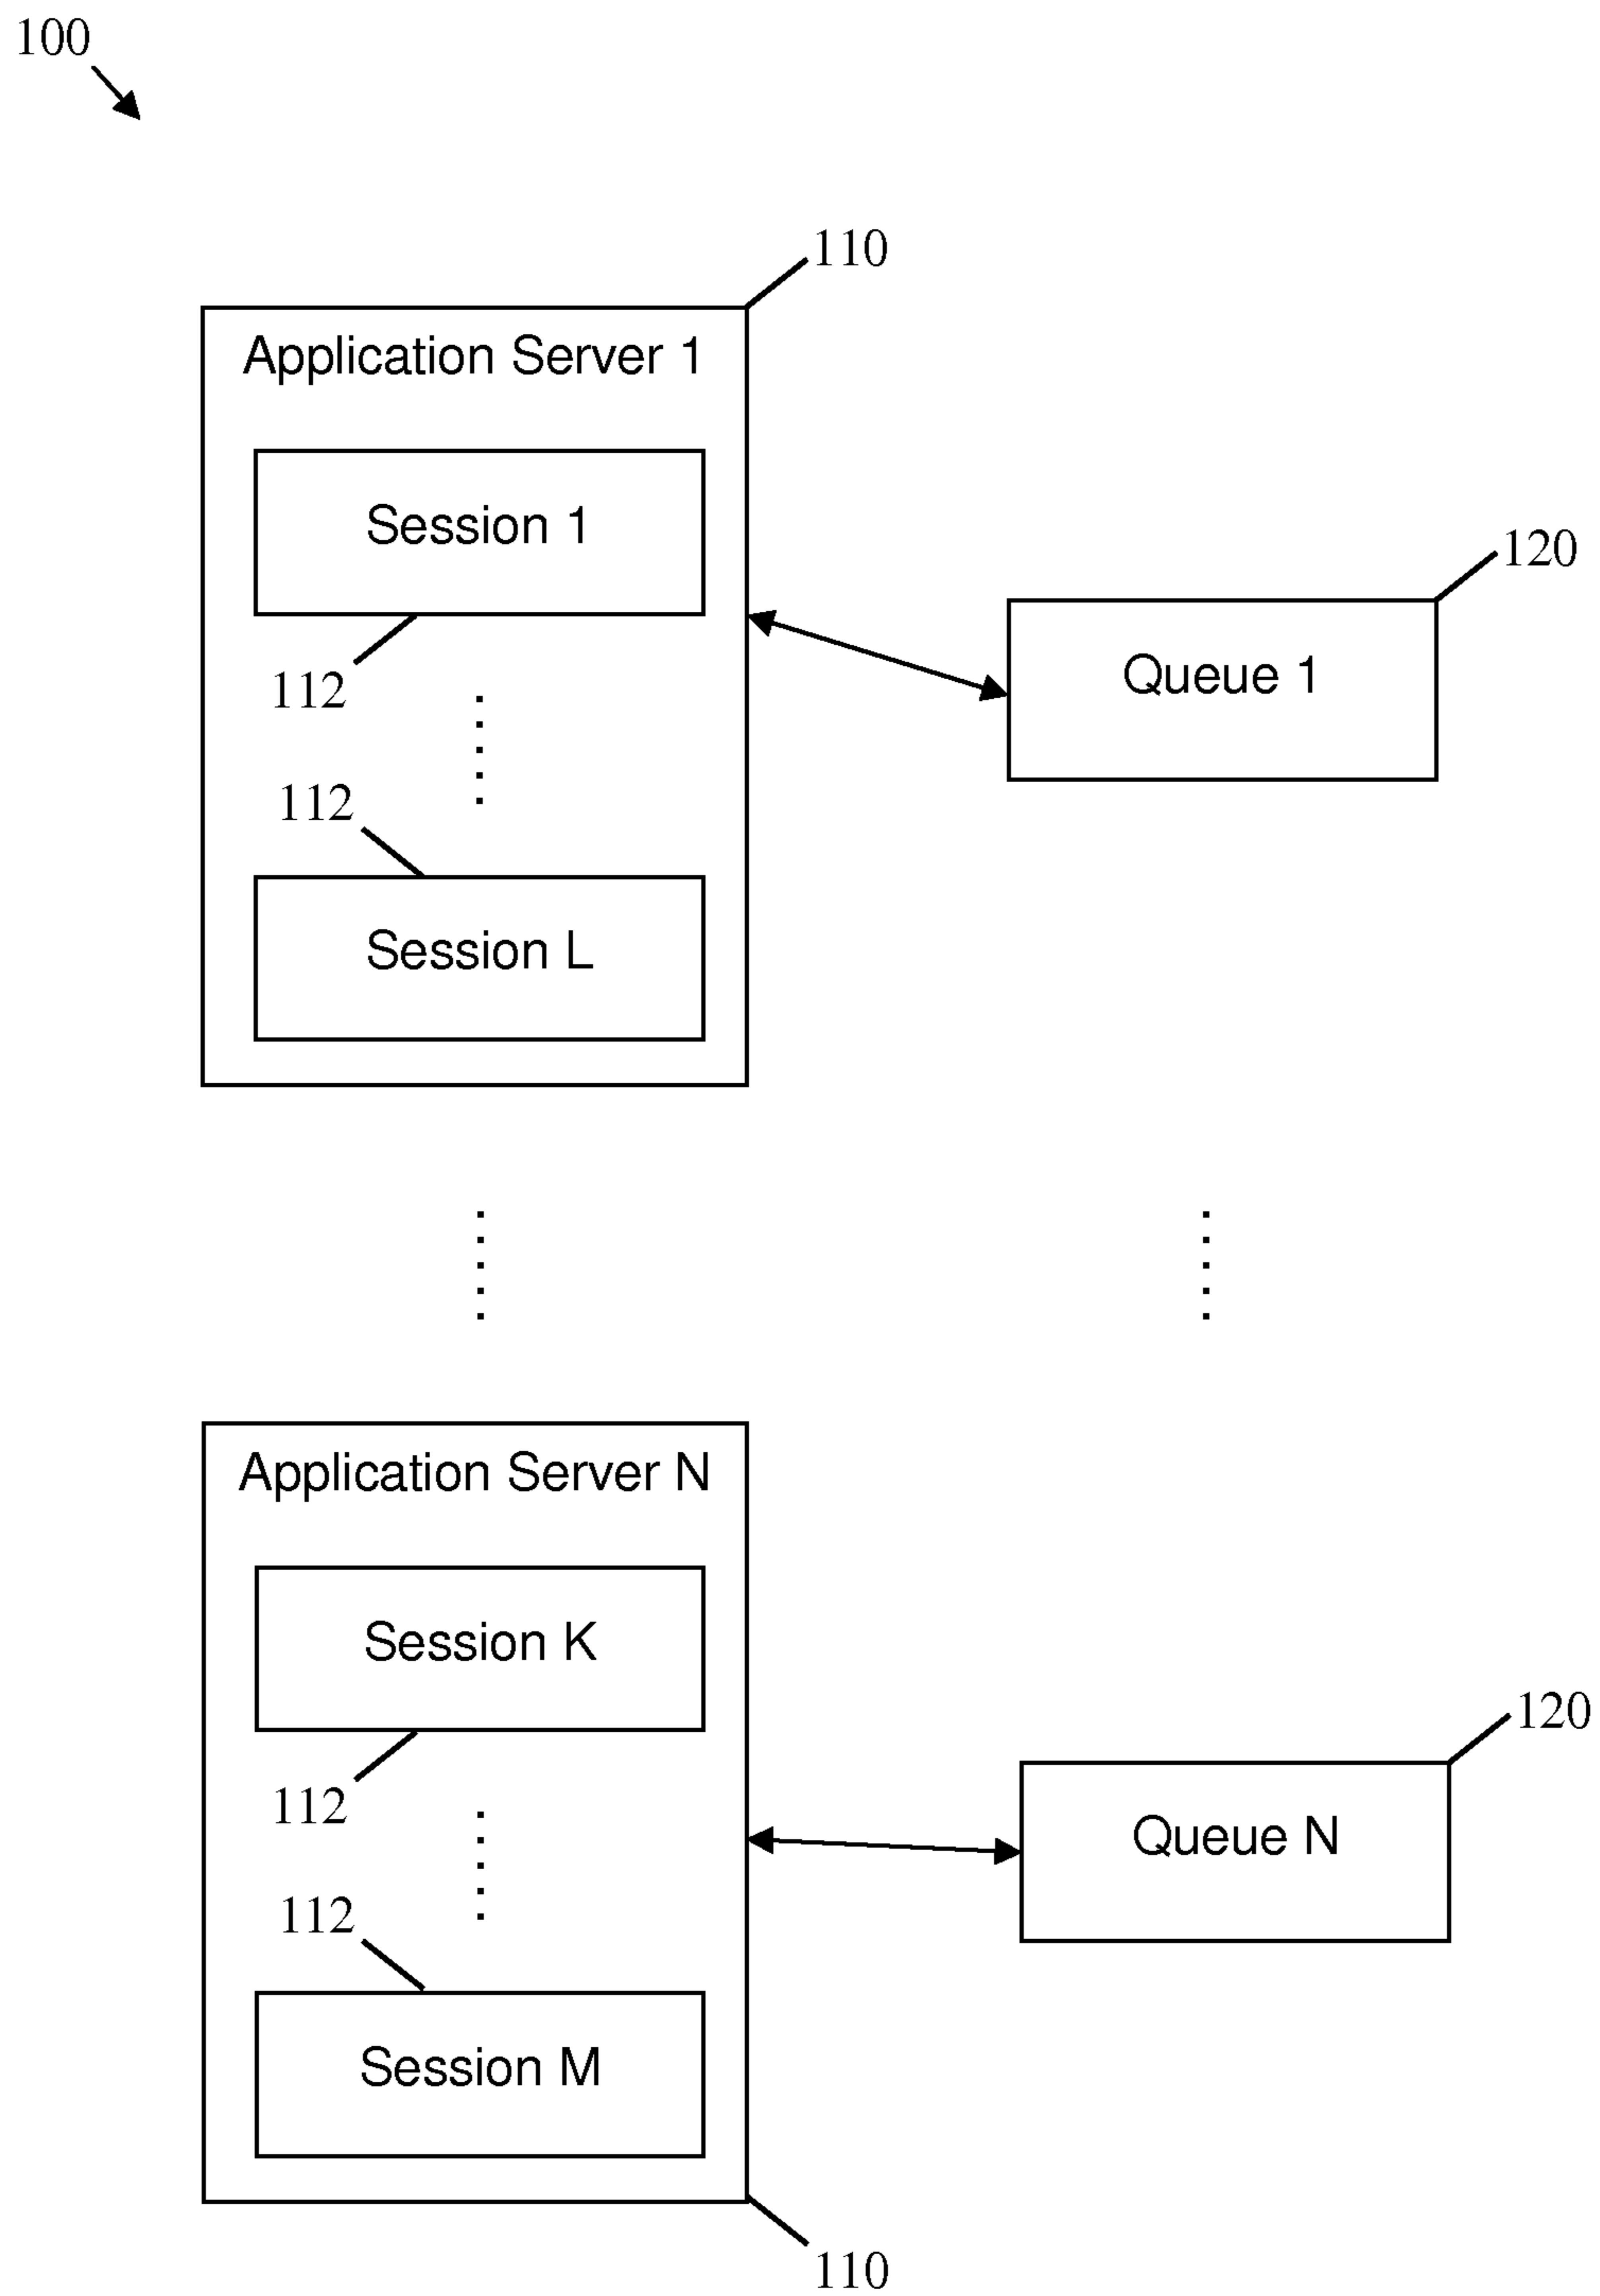 100
110
Application Server 1
Session 1
120
Queue 1
112
112
Session L
Application Server N
Session K
120
112
Queue N
112
Session M
110